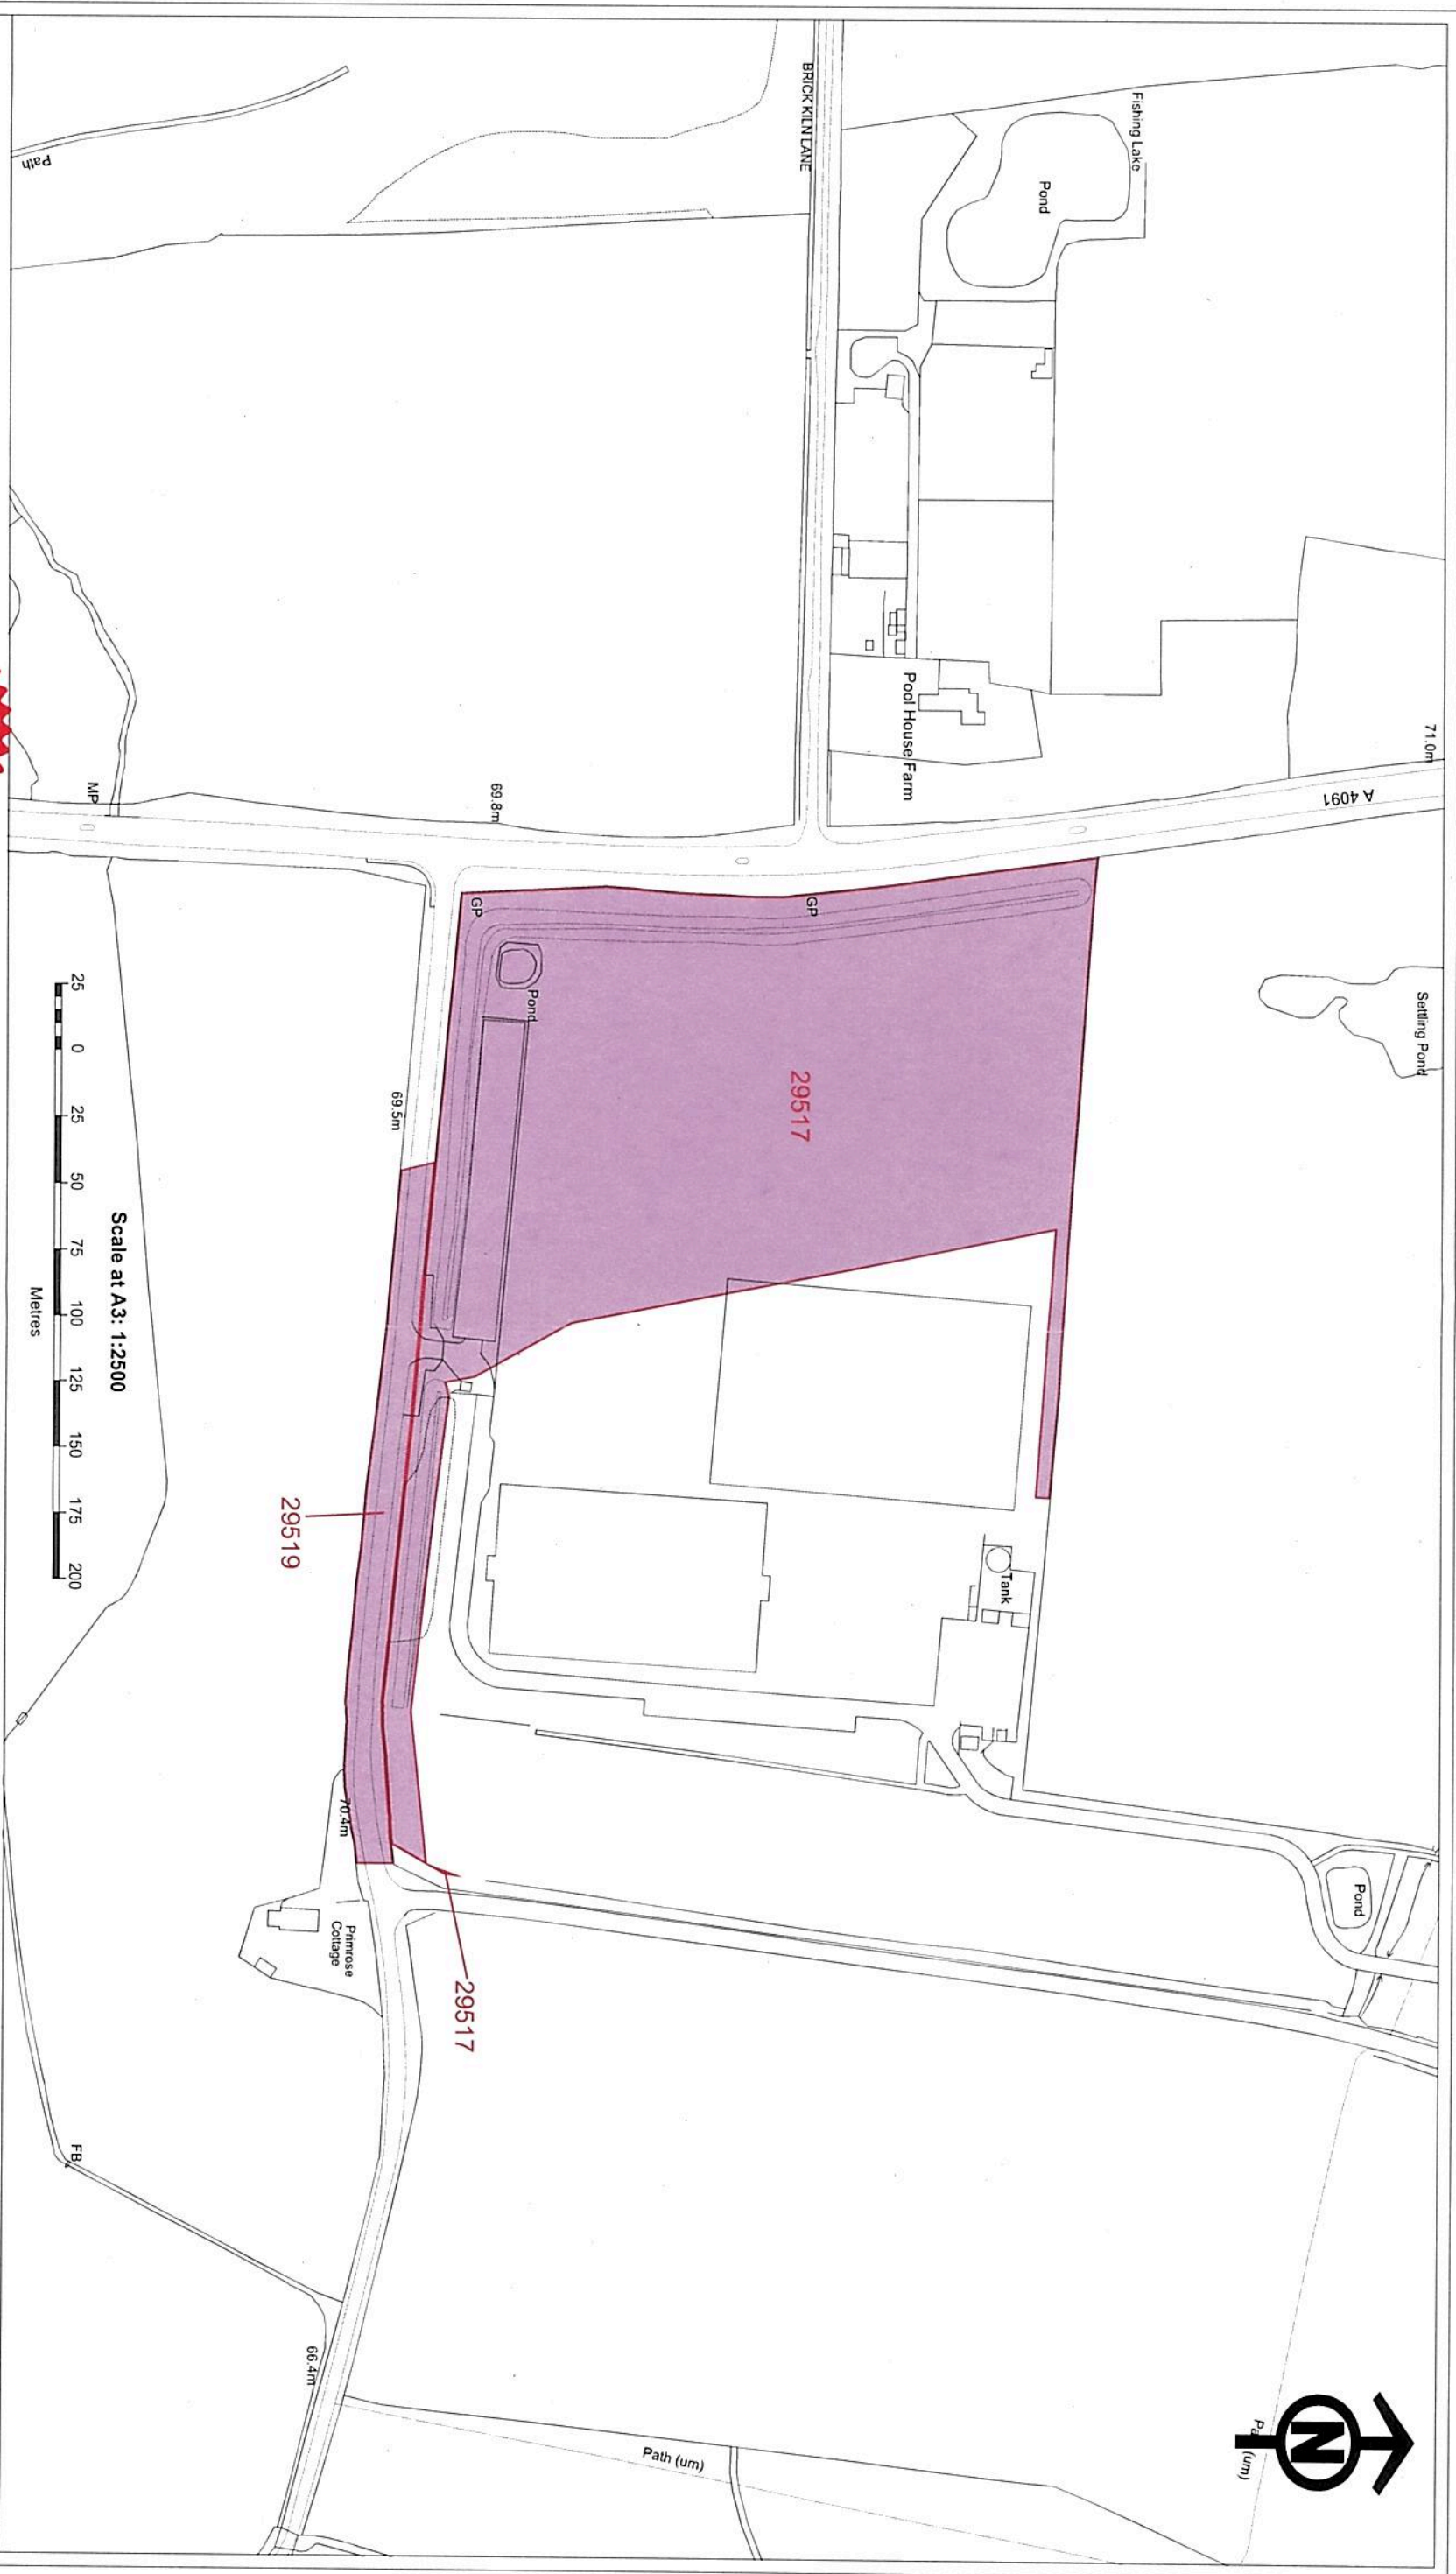 71.0m
A 4091
Settling Pond
Pond
N
Pa (um)
Fishing Lake
Pond
Tank
Pool House Farm
BRICK KILN LANE
GP
29517
Path (um)
Pond
GP
69.8m
29517
69.5m
70.4m
Primrose
Cottage
29519
66.4m
MP
FB
Path
Scale at A3: 1:2500
25 0 25 50 75 100 125 150 175 200
Metres